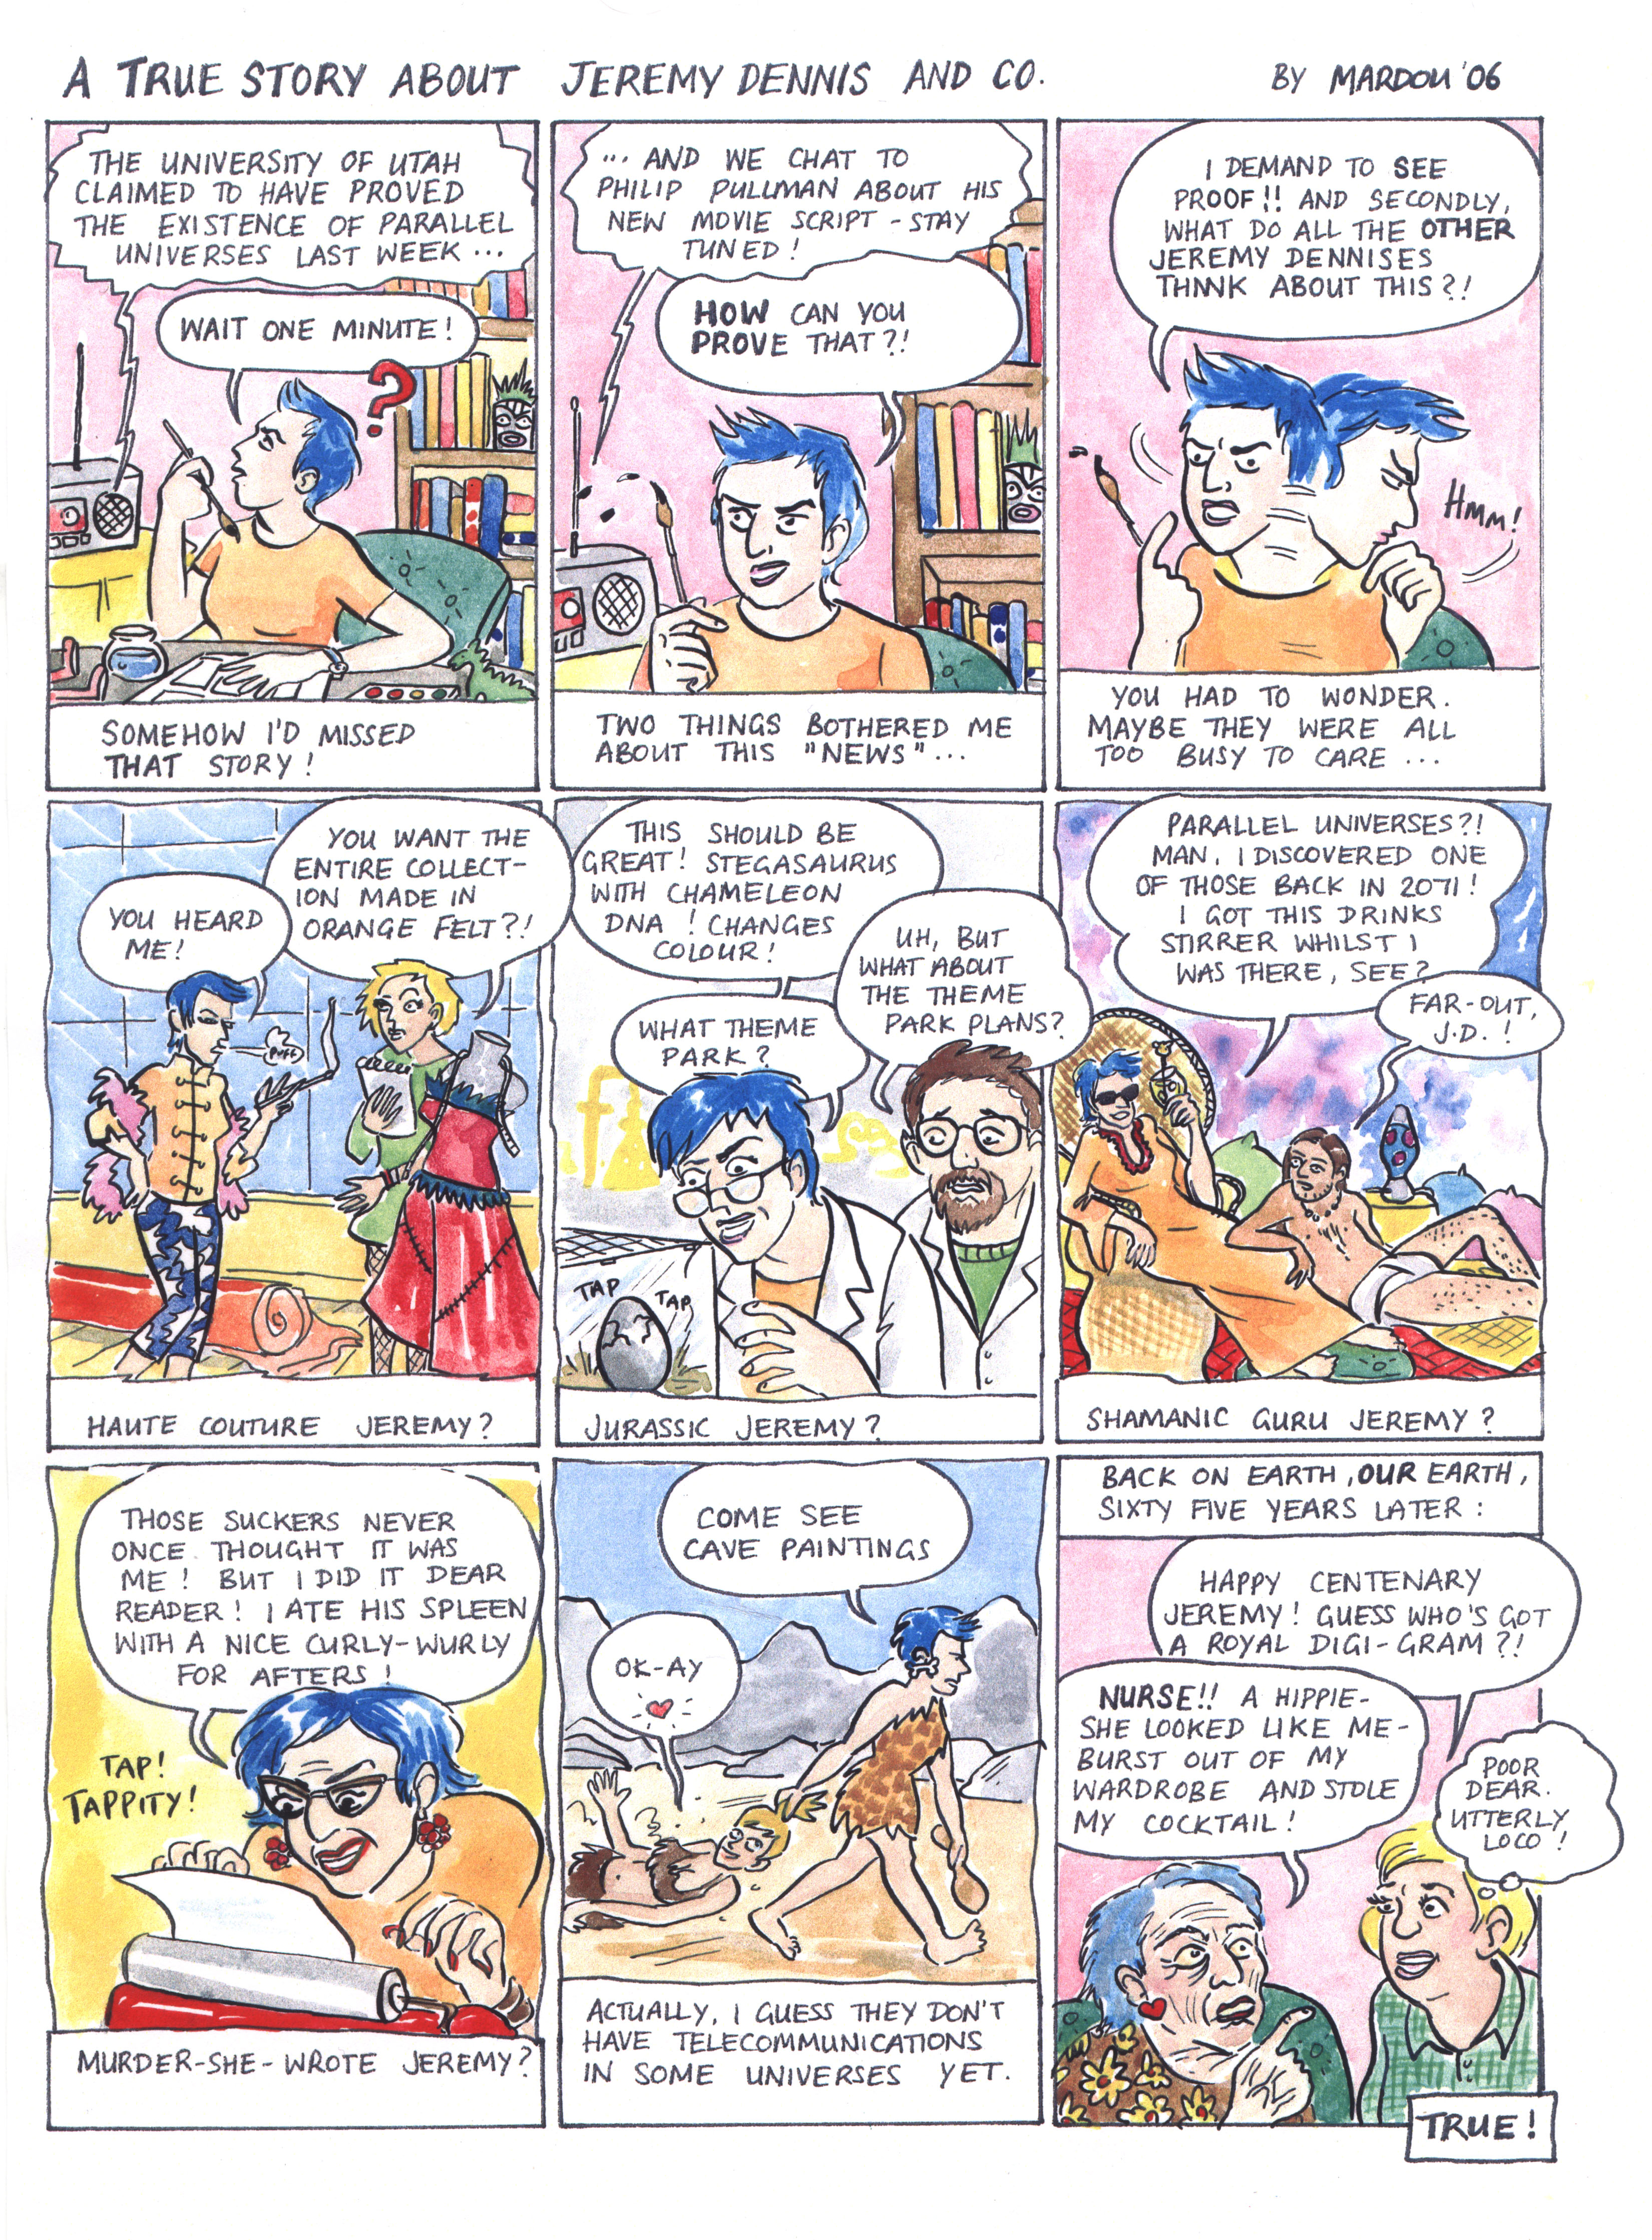 A TRUE STORY ABOUT JEREMY DENNIS AND CO.
BY MARDOU '06
THE UNIVERSITY OF UTAH
CLAIMED TO HAVE PROVED
THE EXISTENCE OF PARALLEL
UNIVERSES LAST WEEK ...
WAIT ONE MINUTE!
?
SOMEHOW I'D MISSED
THAT STORY!
... AND WE CHAT TO
PHILIP PULLMAN ABOUT HIS
NEW MOVIE SCRIPT - STAY
TUNED!
HOW CAN YOU
PROVE THAT?!
TWO THINGS BOTHERED ME
ABOUT THIS "NEWS"...
I DEMAND TO SEE
PROOF!! AND SECONDLY,
WHAT DO ALL THE OTHER
JEREMY DENNISES
THINNK ABOUT THIS?!
HMM!
YOU HAD TO WONDER.
MAYBE THEY WERE ALL
TOO BUSY TO CARE ...
YOU WANT THE
ENTIRE COLLECT-
ION MADE IN
ORANGE FELT?!
YOU HEARD
ME!
PUFF
HAUTE COUTURE JEREMY?
THIS SHOULD BE
GREAT! STEGASAURUS
WITH CHAMELEON
DNA! CHANGES
COLOUR!
UH, BUT
WHAT ABOUT
THE THEME
PARK PLANS?
WHAT THEME
PARK?
TAP
TAP
JURASSIC JEREMY?
PARALLEL UNIVERSES?!
MAN, I DISCOVERED ONE
OF THOSE BACK IN 2071!
I GOT THIS DRINKS
STIRRER WHILST I
WAS THERE, SEE?
FAR-OUT,
J.D.!
SHAMANIC GURU JEREMY?
THOSE SUCKERS NEVER
ONCE THOUGHT IT WAS
ME! BUT I DID IT DEAR
READER! I ATE HIS SPLEEN
WITH A NICE CURLY-WURLY
FOR AFTERS!
TAP!
TAPPITY!
MURDER-SHE-WROTE JEREMY?
COME SEE
CAVE PAINTINGS
OK-AY
ACTUALLY, I GUESS THEY DON'T
HAVE TELECOMMUNICATIONS
IN SOME UNIVERSES YET.
BACK ON EARTH, OUR EARTH,
SIXTY FIVE YEARS LATER:
HAPPY CENTENARY
JEREMY! GUESS WHO'S GOT
A ROYAL DIGI-GRAM?!
NURSE!! A HIPPIE-
SHE LOOKED LIKE ME-
BURST OUT OF MY
WARDROBE AND STOLE
MY COCKTAIL!
POOR
DEAR.
UTTERLY
LOCO!
TRUE!